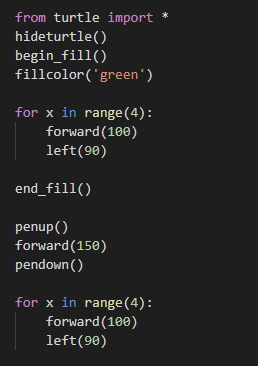 from turtle import *
hideturtle()
begin_fill()
fillcolor('green')

for x in range(4):
    forward(100)
    left(90)

end_fill()

penup()
forward(150)
pendown()

for x in range(4):
    forward(100)
    left(90)